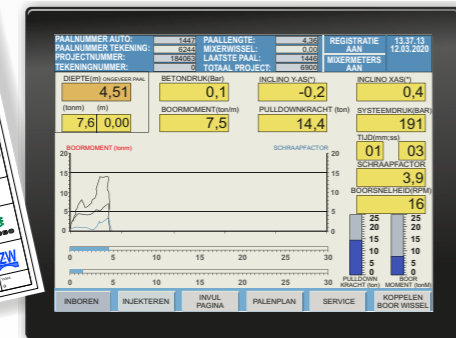 PAALNUMMER AUTO: 1447 PAALLENGTE: 4,36 REGISTRATIE AAN 13.37.13
PAALNUMMER TEKENING: 6244 MIXERWISSEL: 0,00 12.03.2020
PROJECTNUMMER: 184063 LAATSTE PAAL: 1446 MIXERMETERS AAN
TEKENINGNUMMER: 0 TOTAAL PROJECT: 6900
DIEPTE(m) ONGEVEER PAAL BETONDRUK(Bar) INCLINO Y-AS(°) INCLINO XAS(°)
4,51 0,1 -0,2 0,4
(tonm) (m) BOORMOMENT(ton/m) PULLDOWNKRACHT (ton) SYSTEEMDRUK(BAR)
7,6 0,00 7,5 14,4 191
TIJD(mm;ss)
01 03
BOORMOMENT (tonm) SCHRAAPFACTOR SCHRAAPFACTOR
3,9
BOORSNELHEID(RPM)
16
20 20
15 15
10 10
5 5
0 0
0 5 10 15 20 25 30
0 5 10 15 20 25 30
25 25
20 20
15 15
10 10
5 5
0 0
PULLDOWN KRACHT (ton) BOOR MOMENT (tonM)
INBOREN INJEKTEREN INVUL PAGINA PALENPLAN SERVICE KOPPELEN BOOR WISSEL
ZW